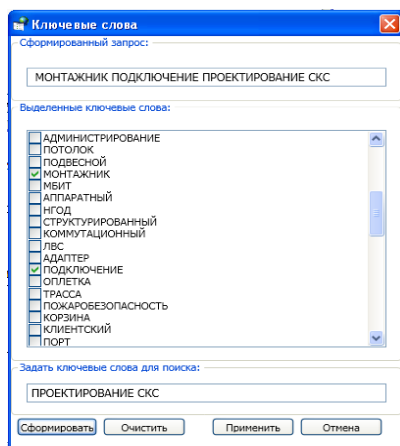 Ключевые слова
Сформированный запрос:
МОНТАЖНИК ПОДКЛЮЧЕНИЕ ПРОЕКТИРОВАНИЕ СКС
Выделенные ключевые слова:
АДМИНИСТРИРОВАНИЕ
ПОТОЛОК
ПОДВЕСНОЙ
МОНТАЖНИК
МБИТ
АППАРАТНЫЙ
НГОД
СТРУКТУРИРОВАННЫЙ
КОММУТАЦИОННЫЙ
ЛВС
АДАПТЕР
ПОДКЛЮЧЕНИЕ
ОПЛЕТКА
ТРАССА
ПОЖАРОБЕЗОПАСНОСТЬ
КОРЗИНА
КЛИЕНТСКИЙ
ПОРТ
Задать ключевые слова для поиска:
ПРОЕКТИРОВАНИЕ СКС
Сформировать Очистить Применить Отмена